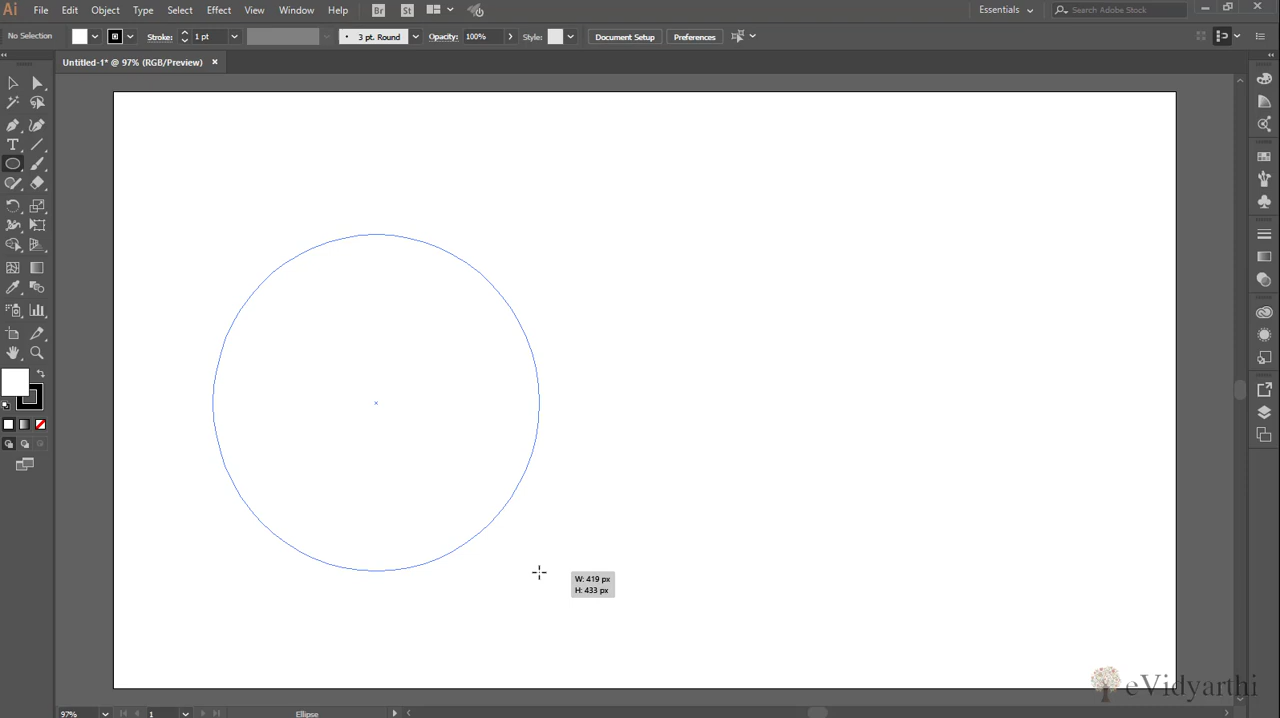 Ai File Edit Object Type Select Effect View Window Help Br St Essentials Search Adobe Stock
No Selection Stroke: 1 pt 3 pt. Round Opacity: 100% Style: Document Setup Preferences
Untitled-1* @ 97% (RGB/Preview)
W: 419 px
H: 433 px
eVidyarthi
97% 1 Ellipse